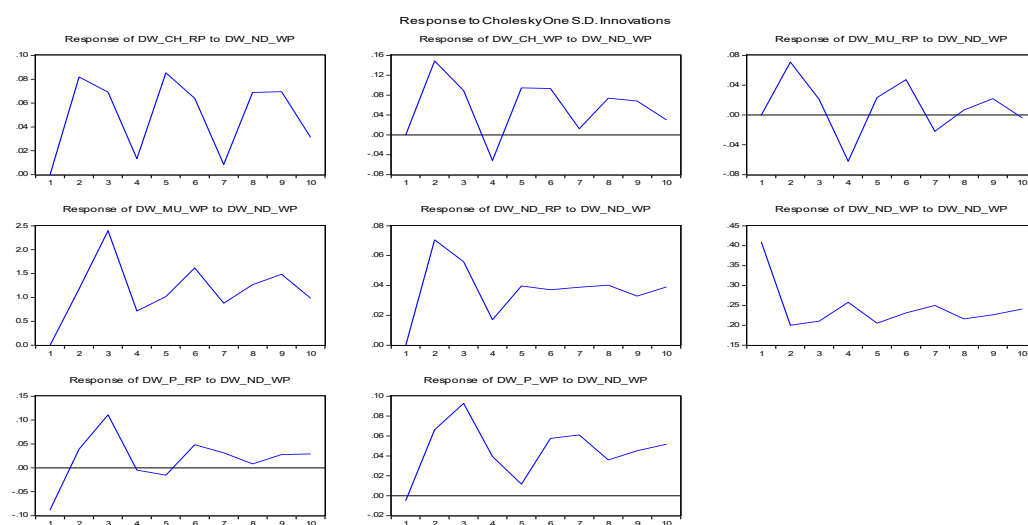 Response to Cholesky One S.D. Innovations
Response of DW_CH_RP to DW_ND_WP
.10
.08
.06
.04
.02
.00
1 2 3 4 5 6 7 8 9 10
Response of DW_CH_WP to DW_ND_WP
.16
.12
.08
.04
.00
-.04
-.08
1 2 3 4 5 6 7 8 9 10
Response of DW_MU_RP to DW_ND_WP
.08
.04
.00
-.04
-.08
1 2 3 4 5 6 7 8 9 10
Response of DW_MU_WP to DW_ND_WP
2.5
2.0
1.5
1.0
0.5
0.0
1 2 3 4 5 6 7 8 9 10
Response of DW_ND_RP to DW_ND_WP
.08
.06
.04
.02
.00
1 2 3 4 5 6 7 8 9 10
Response of DW_ND_WP to DW_ND_WP
.45
.40
.35
.30
.25
.20
.15
1 2 3 4 5 6 7 8 9 10
Response of DW_P_RP to DW_ND_WP
.15
.10
.05
.00
-.05
-.10
1 2 3 4 5 6 7 8 9 10
Response of DW_P_WP to DW_ND_WP
.10
.08
.06
.04
.02
.00
-.02
1 2 3 4 5 6 7 8 9 10